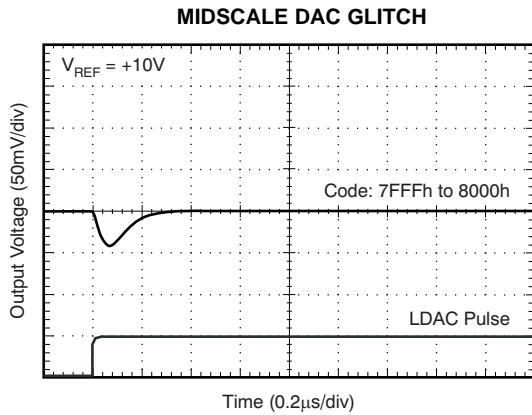 MIDSCALE DAC GLITCH
V_REF = +10V
Output Voltage (50mV/div)
Code: 7FFFh to 8000h
LDAC Pulse
Time (0.2µs/div)